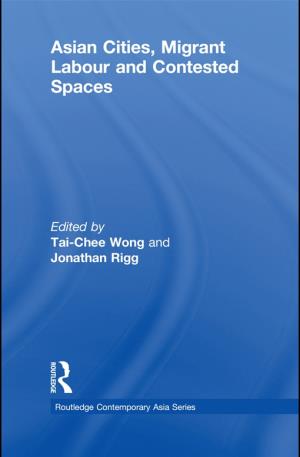 Asian Cities, Migrant
Labour and Contested
Spaces
Edited by
Tai-Chee Wong and
Jonathan Rigg
ROUTLEDGE
Routledge Contemporary Asia Series